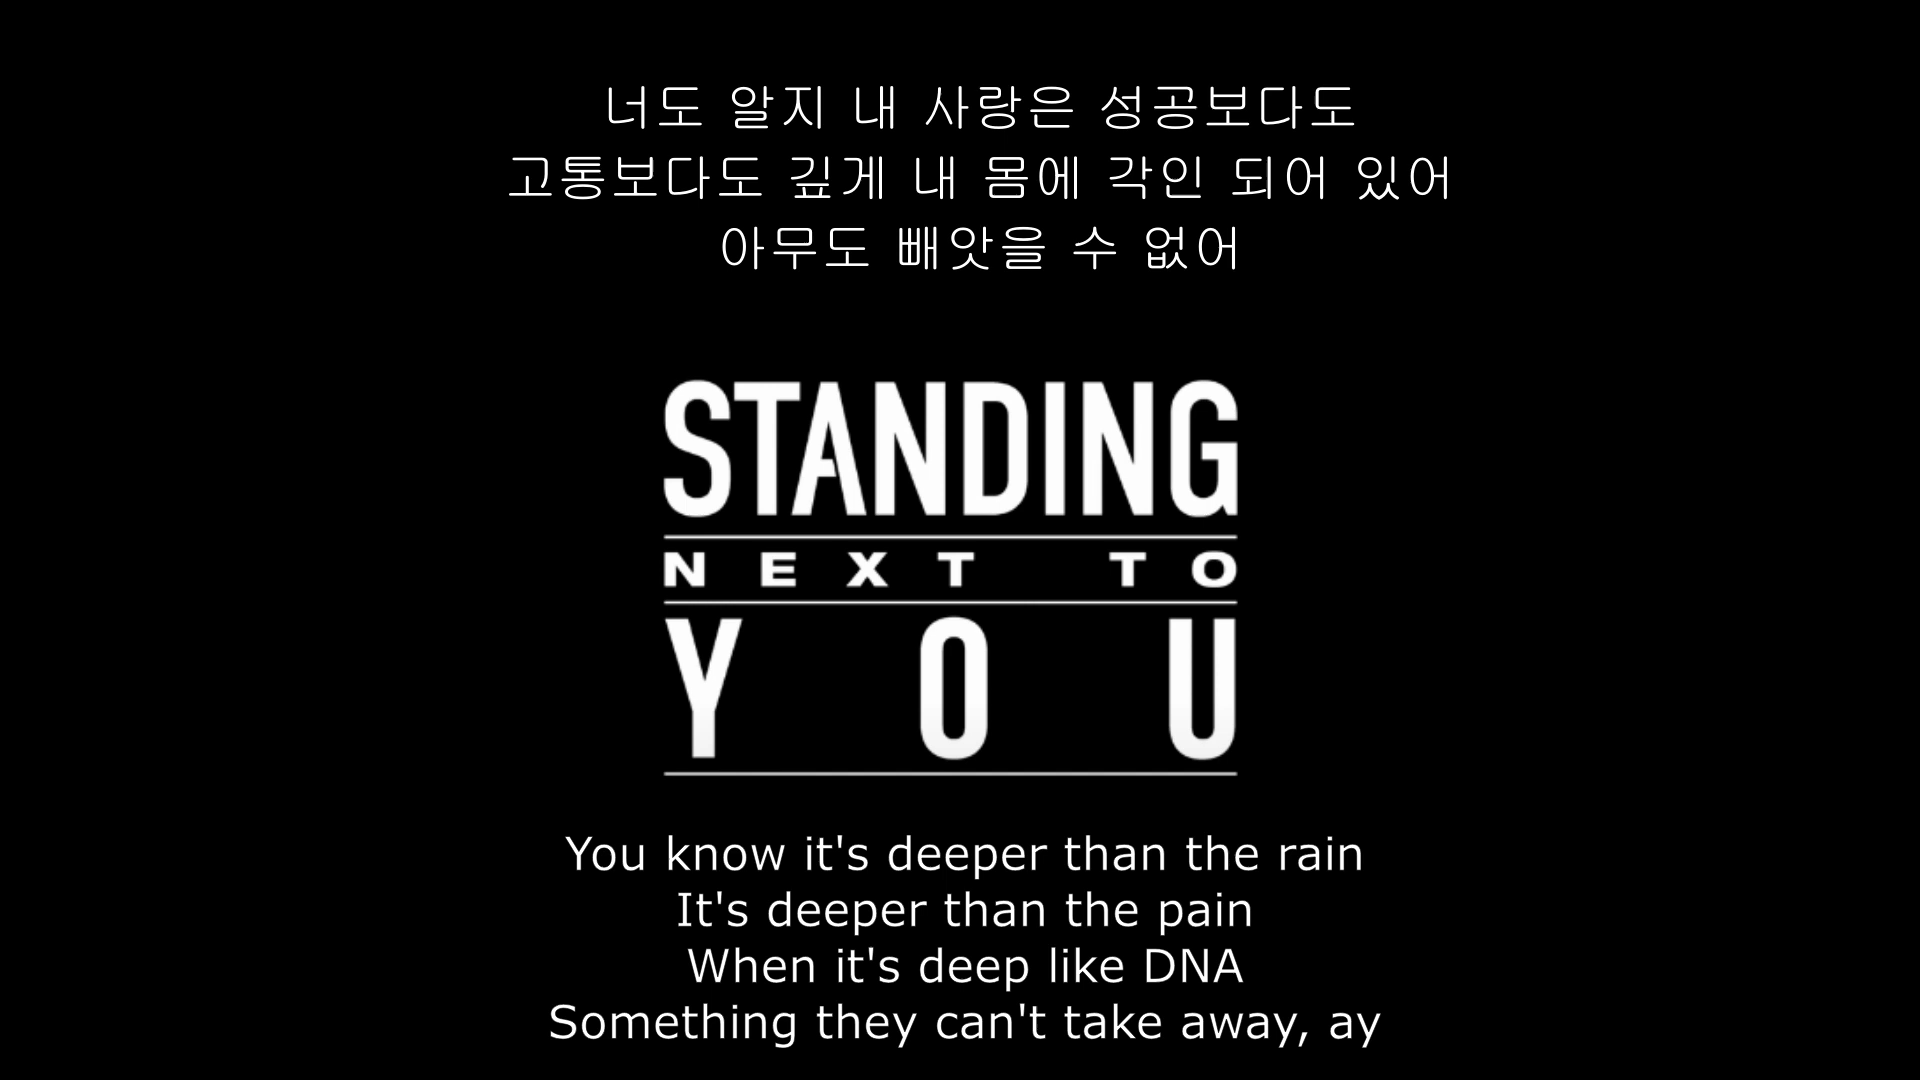 너도 알지 내 사랑은 성공보다도
고통보다도 깊게 내 몸에 각인 되어 있어
아무도 빼앗을 수 없어
STANDING
NEXT TO
YOU
You know it's deeper than the rain
It's deeper than the pain
When it's deep like DNA
Something they can't take away, ay